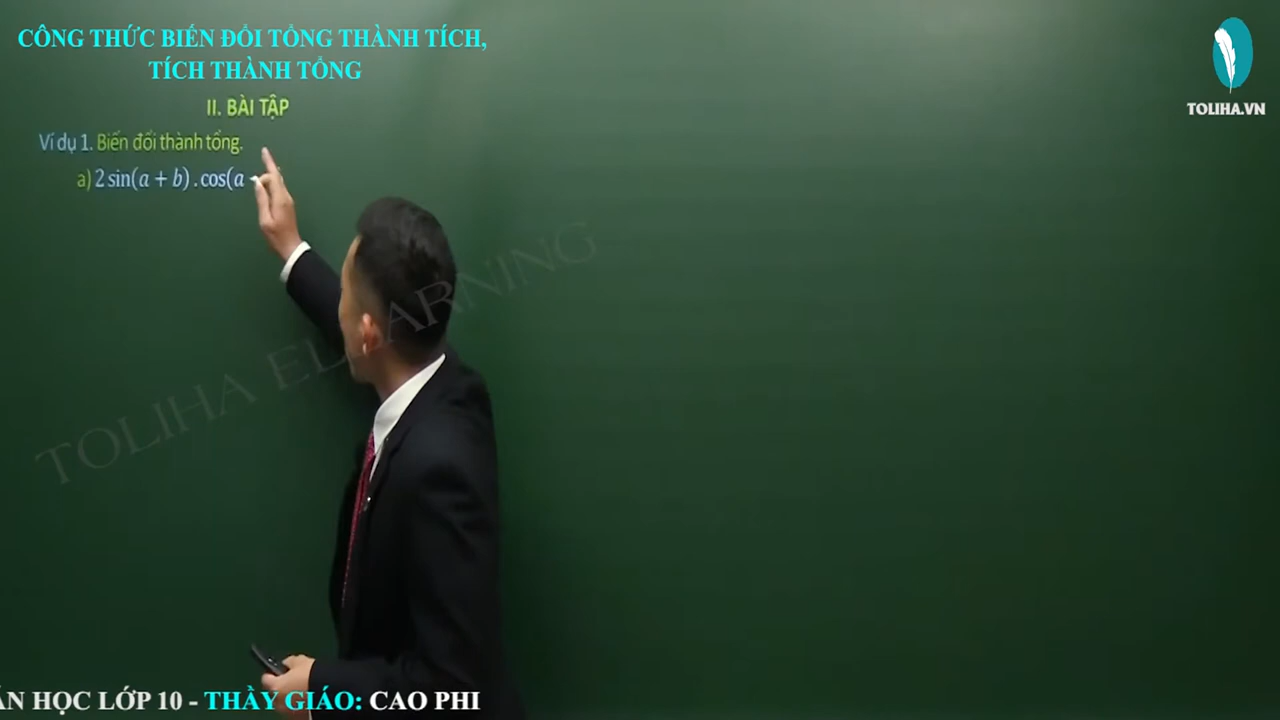 CÔNG THỨC BIẾN ĐỔI TỔNG THÀNH TÍCH,
TÍCH THÀNH TỔNG
II. BÀI TẬP
Ví dụ 1. Biến đổi thành tổng.
a) 2 sin(a + b) . cos(a
TOLIHA.VN
TOLIHA ELEARNING
ÁN HỌC LỚP 10 - THẦY GIÁO: CAO PHI